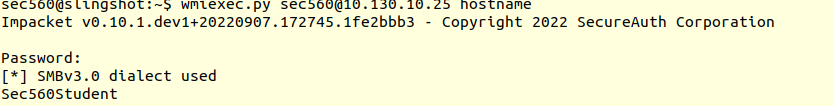 sec560@slingshot:~$ wmiexec.py sec560@10.130.10.25 hostname
Impacket v0.10.1.dev1+20220907.172745.1fe2bbb3 - Copyright 2022 SecureAuth Corporation
Password:
[*] SMBv3.0 dialect used
Sec560Student